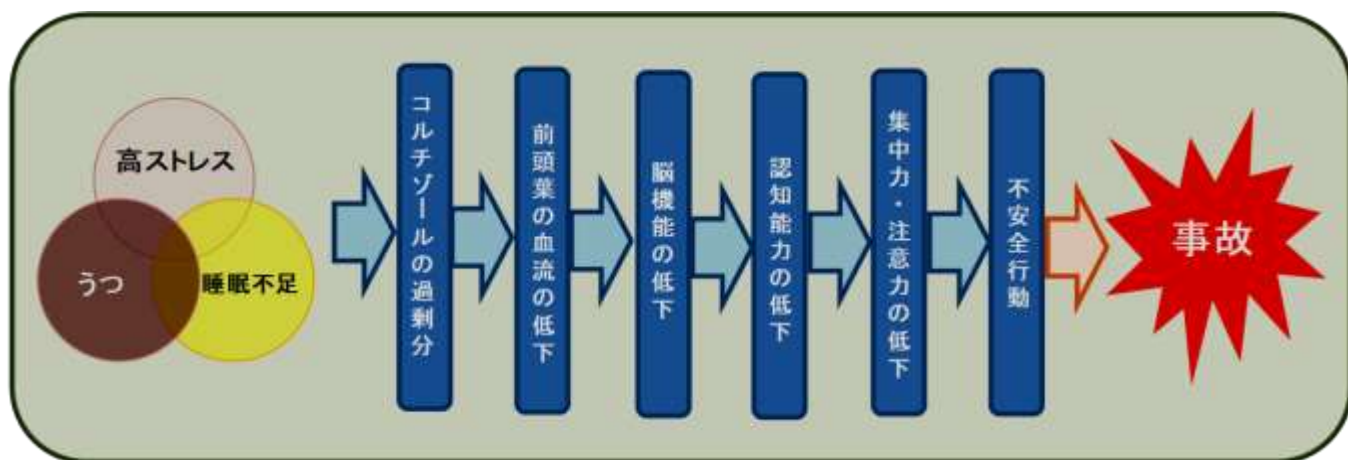 高ストレス
うつ
睡眠不足
コルチゾールの過剰分
前頭葉の血流の低下
脳機能の低下
認知能力の低下
集中力・注意力の低下
不安全行動
事故